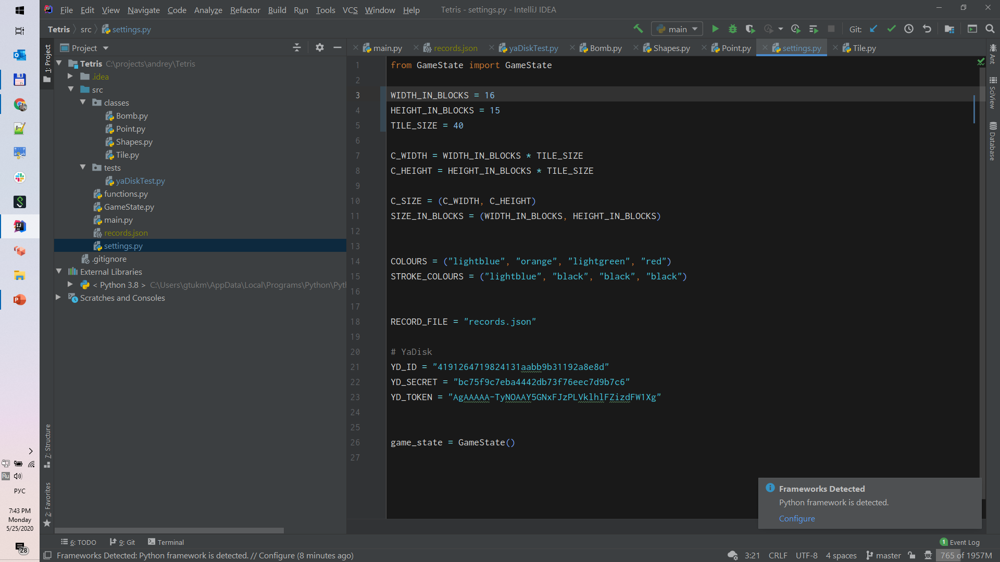 File Edit View Navigate Code Analyze Refactor Build Run Tools VCS Window Help Tetris - settings.py - IntelliJ IDEA
Tetris src settings.py main Git:
1: Project
Project
main.py records.json yaDiskTest.py Bomb.py Shapes.py Point.py settings.py Tile.py
Tetris C:\projects\andrey\Tetris
.idea
src
classes
Bomb.py
Point.py
Shapes.py
Tile.py
tests
yaDiskTest.py
functions.py
GameState.py
main.py
records.json
settings.py
.gitignore
External Libraries
< Python 3.8 > C:\Users\gtukm\AppData\Local\Programs\Python\Pyth
Scratches and Consoles
1 from GameState import GameState
2
3 WIDTH_IN_BLOCKS = 16
4 HEIGHT_IN_BLOCKS = 15
5 TILE_SIZE = 40
6
7 C_WIDTH = WIDTH_IN_BLOCKS * TILE_SIZE
8 C_HEIGHT = HEIGHT_IN_BLOCKS * TILE_SIZE
9
10 C_SIZE = (C_WIDTH, C_HEIGHT)
11 SIZE_IN_BLOCKS = (WIDTH_IN_BLOCKS, HEIGHT_IN_BLOCKS)
12
13
14 COLOURS = ("lightblue", "orange", "lightgreen", "red")
15 STROKE_COLOURS = ("lightblue", "black", "black", "black")
16
17
18 RECORD_FILE = "records.json"
19
20 # YaDisk
21 YD_ID = "4191264719824131aabb9b31192a8e8d"
22 YD_SECRET = "bc75f9c7eba4442db73f76eec7d9b7c6"
23 YD_TOKEN = "AgAAAAA-TyNOAAY5GNxFJzPLVklhlFZizdFW1Xg"
24
25
26 game_state = GameState()
27
Ant
SciView
Database
7: Structure
2: Favorites
Frameworks Detected
Python framework is detected.
Configure
Ru
РУС
7:43 PM
Monday
5/25/2020
28
6: TODO 9: Git Terminal 1 Event Log
Frameworks Detected: Python framework is detected. // Configure (8 minutes ago) 3:21 CRLF UTF-8 4 spaces master 765 of 1957M